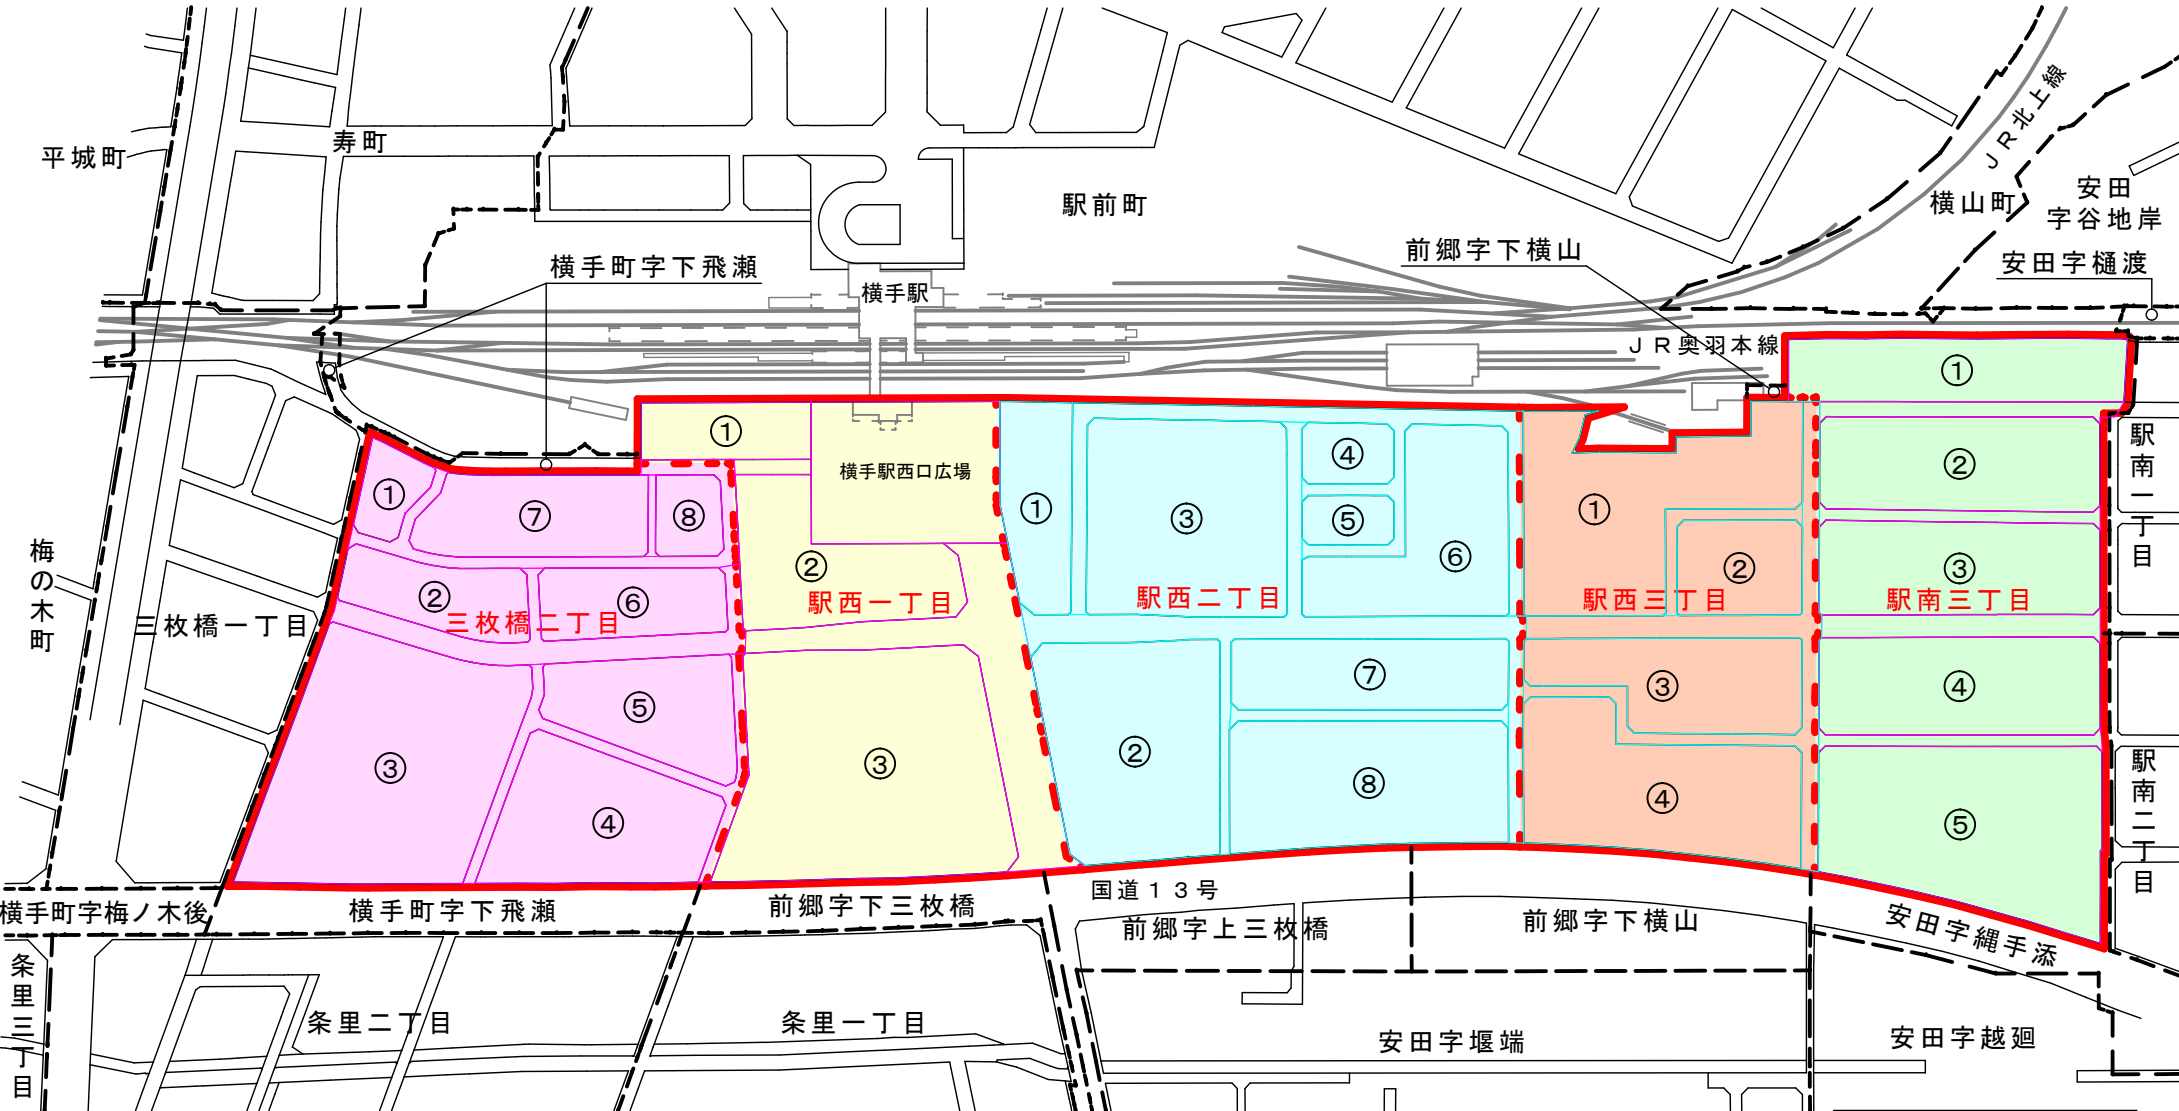 平城町
寿町
駅前町
JR北上線
横山町
安田
字谷地岸
安田字樋渡
前郷字下横山
横手町字下飛瀬
横手駅
JR奥羽本線
横手駅西口広場
梅の木町
三枚橋一丁目
三枚橋二丁目
①
②
③
④
⑤
⑥
⑦
⑧
駅西一丁目
①
②
③
駅西二丁目
①
②
③
④
⑤
⑥
⑦
⑧
駅西三丁目
①
②
③
④
駅南三丁目
①
②
③
④
⑤
駅南一丁目
駅南二丁目
横手町字梅ノ木後
横手町字下飛瀬
前郷字下三枚橋
国道13号
前郷字上三枚橋
前郷字下横山
安田字縄手添
条里三丁目
条里二丁目
条里一丁目
安田字堰端
安田字越廻